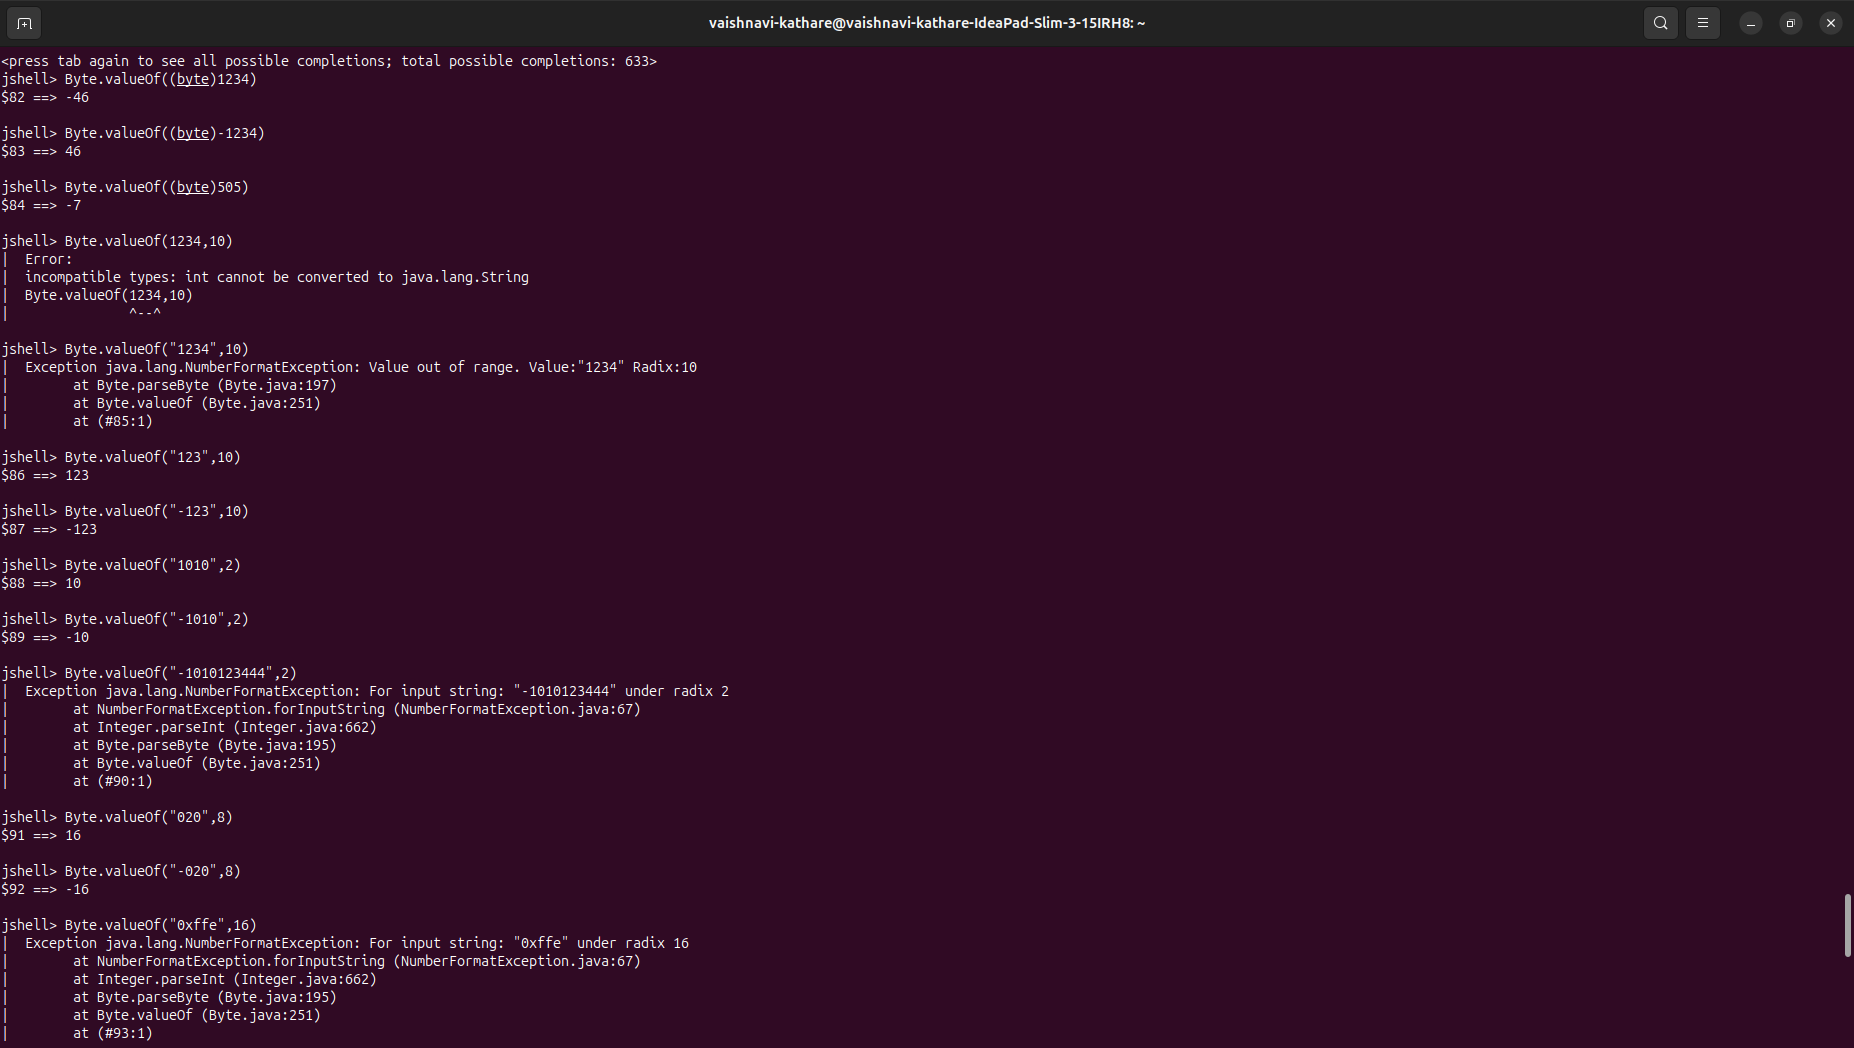 vaishnavi-kathare@vaishnavi-kathare-IdeaPad-Slim-3-15IRH8: ~
<press tab again to see all possible completions; total possible completions: 633>
jshell> Byte.valueOf((byte)1234)
$82 ==> -46
jshell> Byte.valueOf((byte)-1234)
$83 ==> 46
jshell> Byte.valueOf((byte)505)
$84 ==> -7
jshell> Byte.valueOf(1234,10)
|  Error:
|  incompatible types: int cannot be converted to java.lang.String
|  Byte.valueOf(1234,10)
|               ^--^
jshell> Byte.valueOf("1234",10)
|  Exception java.lang.NumberFormatException: Value out of range. Value:"1234" Radix:10
|        at Byte.parseByte (Byte.java:197)
|        at Byte.valueOf (Byte.java:251)
|        at (#85:1)
jshell> Byte.valueOf("123",10)
$86 ==> 123
jshell> Byte.valueOf("-123",10)
$87 ==> -123
jshell> Byte.valueOf("1010",2)
$88 ==> 10
jshell> Byte.valueOf("-1010",2)
$89 ==> -10
jshell> Byte.valueOf("-1010123444",2)
|  Exception java.lang.NumberFormatException: For input string: "-1010123444" under radix 2
|        at NumberFormatException.forInputString (NumberFormatException.java:67)
|        at Integer.parseInt (Integer.java:662)
|        at Byte.parseByte (Byte.java:195)
|        at Byte.valueOf (Byte.java:251)
|        at (#90:1)
jshell> Byte.valueOf("020",8)
$91 ==> 16
jshell> Byte.valueOf("-020",8)
$92 ==> -16
jshell> Byte.valueOf("0xffe",16)
|  Exception java.lang.NumberFormatException: For input string: "0xffe" under radix 16
|        at NumberFormatException.forInputString (NumberFormatException.java:67)
|        at Integer.parseInt (Integer.java:662)
|        at Byte.parseByte (Byte.java:195)
|        at Byte.valueOf (Byte.java:251)
|        at (#93:1)